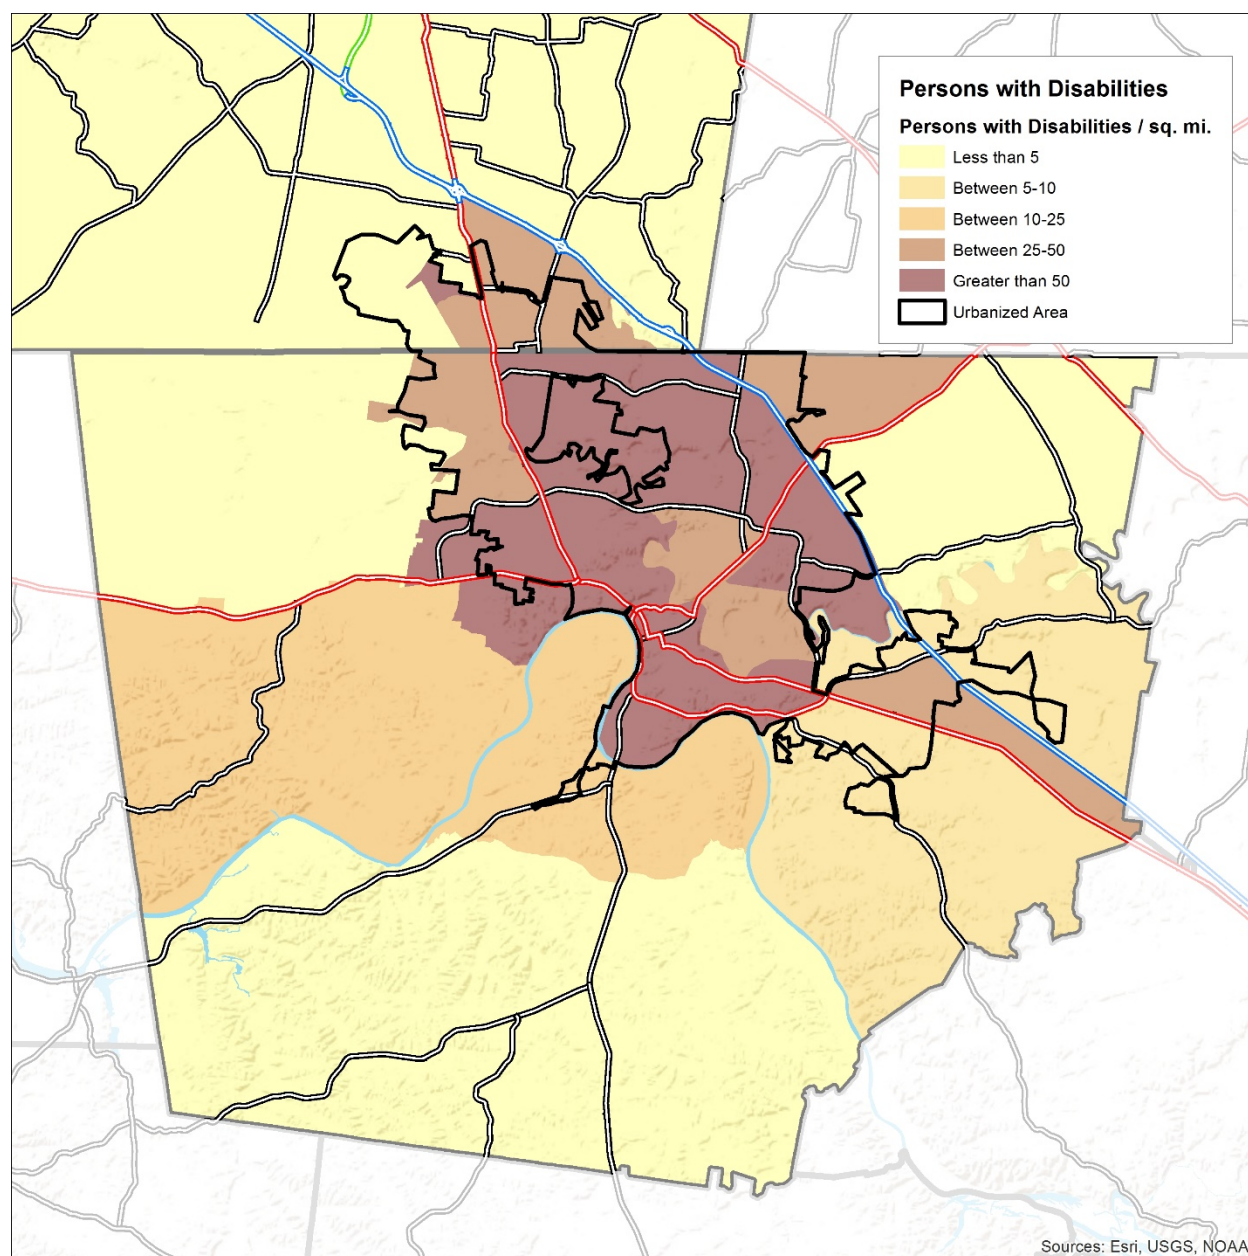 Persons with Disabilities
Persons with Disabilities / sq. mi.
Less than 5
Between 5-10
Between 10-25
Between 25-50
Greater than 50
Urbanized Area
Sources: Esri, USGS, NOAA